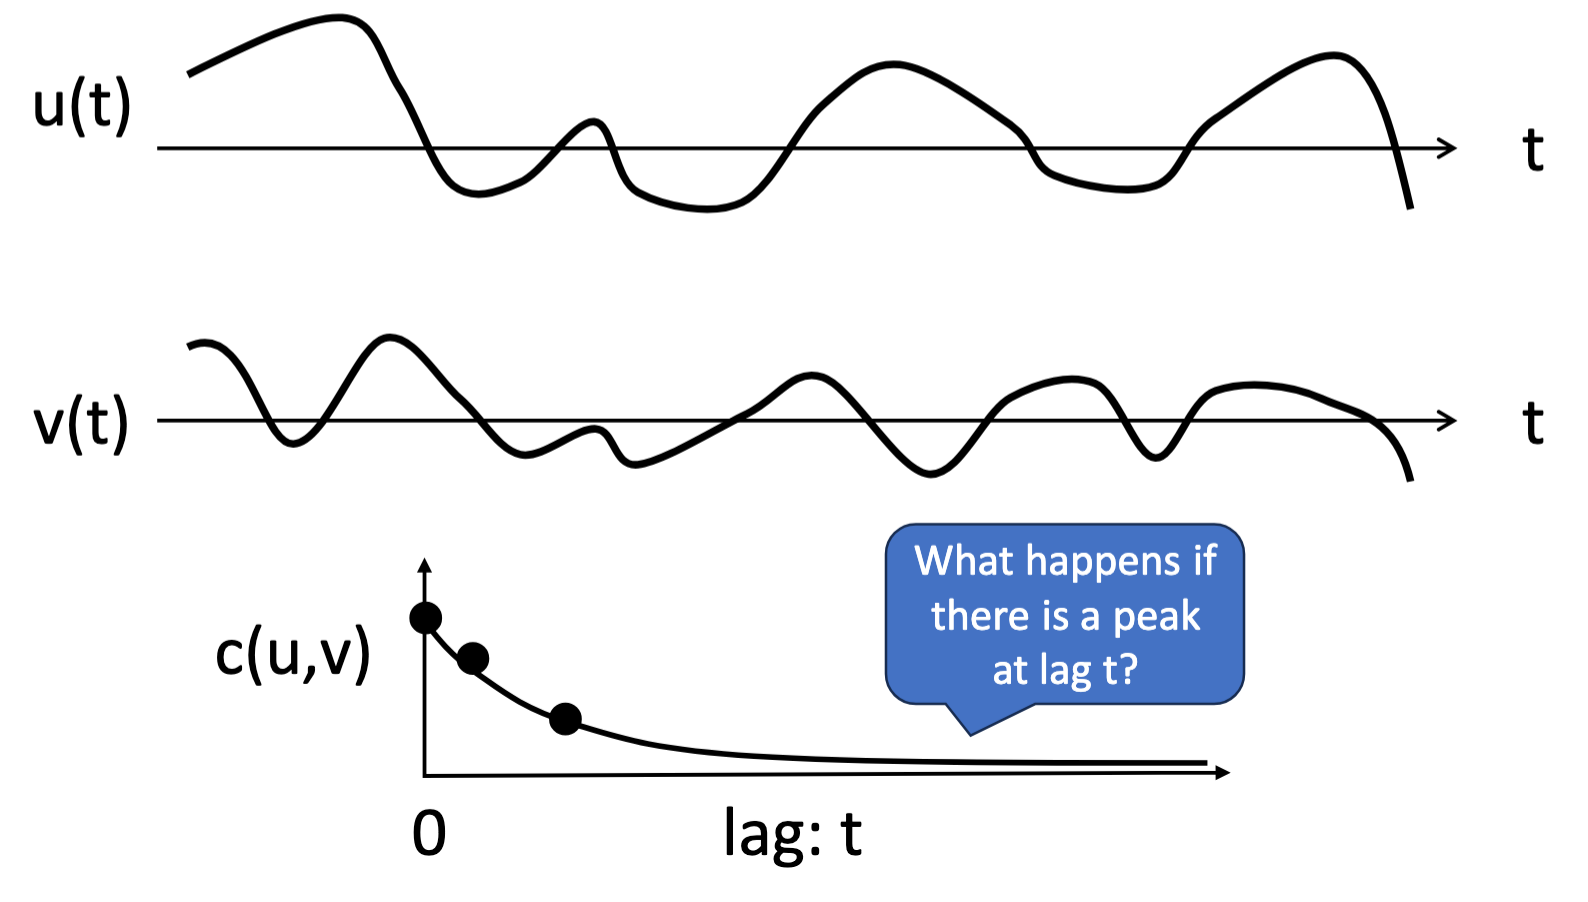 u(t)
t
v(t)
t
What happens if
there is a peak
at lag t?
c(u,v)
0
lag: t